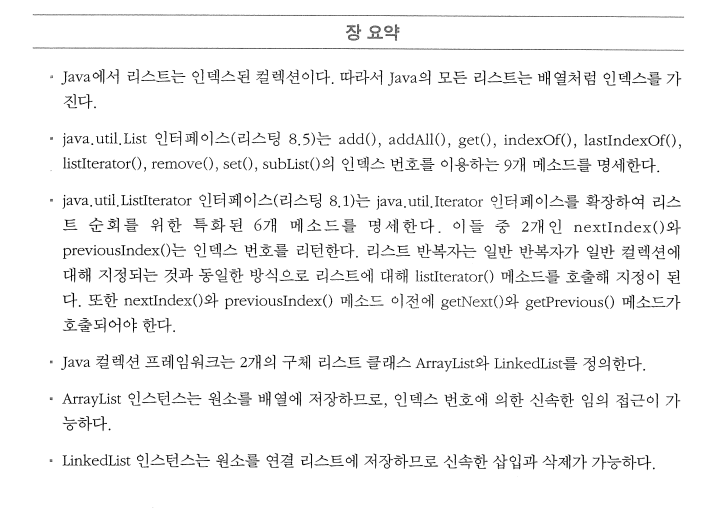 장 요약
▪ Java에서 리스트는 인덱스된 컬렉션이다. 따라서 Java의 모든 리스트는 배열처럼 인덱스를 가
진다.
▪ java.util.List 인터페이스(리스팅 8.5)는 add(), addAll(), get(), indexOf(), lastIndexOf(),
listIterator(), remove(), set(), subList()의 인덱스 번호를 이용하는 9개 메소드를 명세한다.
▪ java.util.ListIterator 인터페이스(리스팅 8.1)는 java.util.Iterator 인터페이스를 확장하여 리스
트 순회를 위한 특화된 6개 메소드를 명세한다. 이들 중 2개인 nextIndex()와
previousIndex()는 인덱스 번호를 리턴한다. 리스트 반복자는 일반 반복자가 일반 컬렉션에
대해 지정되는 것과 동일한 방식으로 리스트에 대해 listIterator() 메소드를 호출해 지정이 된
다. 또한 nextIndex()와 previousIndex() 메소드 이전에 getNext()와 getPrevious() 메소드가
호출되어야 한다.
▪ Java 컬렉션 프레임워크는 2개의 구체 리스트 클래스 ArrayList와 LinkedList를 정의한다.
▪ ArrayList 인스턴스는 원소를 배열에 저장하므로, 인덱스 번호에 의한 신속한 임의 접근이 가
능하다.
▪ LinkedList 인스턴스는 원소를 연결 리스트에 저장하므로 신속한 삽입과 삭제가 가능하다.